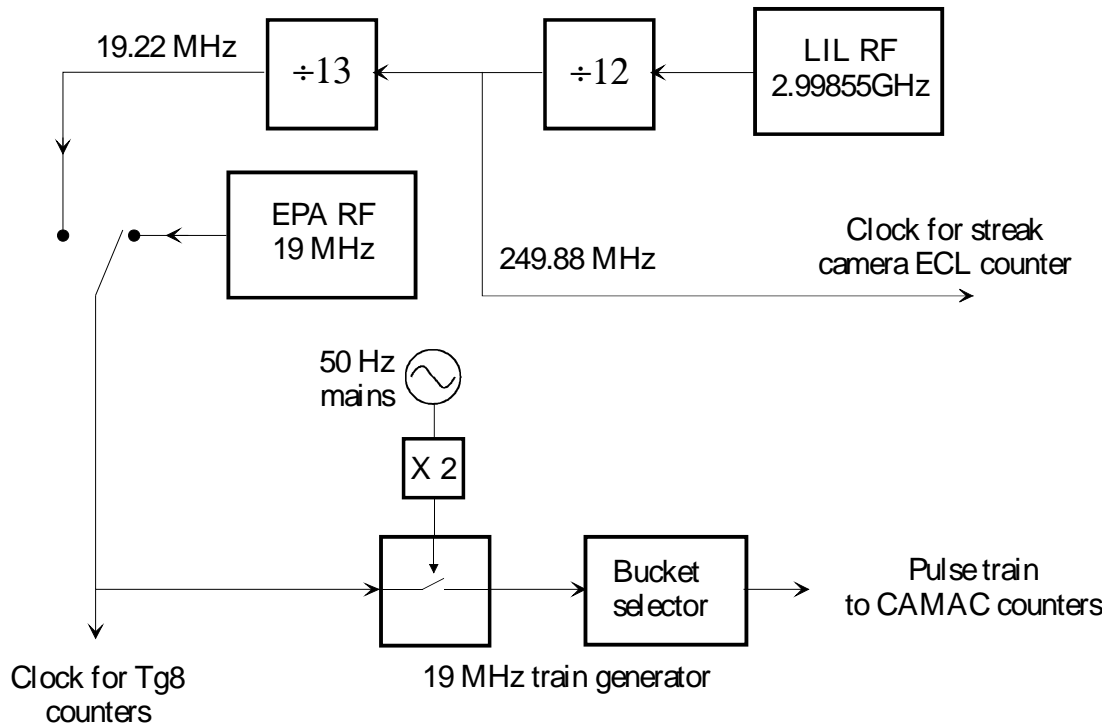 19.22 MHz
÷13
÷12
LIL RF
2.99855GHz
EPA RF
19 MHz
249.88 MHz
Clock for streak
camera ECL counter
50 Hz
mains
X 2
Bucket
selector
Pulse train
to CAMAC counters
19 MHz train generator
Clock for Tg8
counters